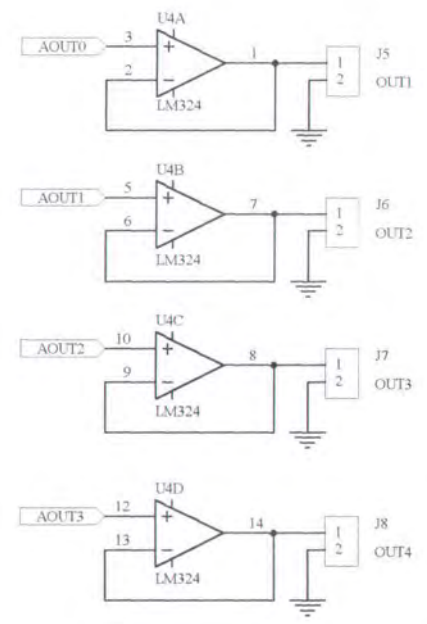 U4A
AOUT0 3 + 1 1 J5
2 − 2 OUT1
LM324
U4B
AOUT1 5 + 7 1 J6
6 − 2 OUT2
LM324
U4C
AOUT2 10 + 8 1 J7
9 − 2 OUT3
LM324
U4D
AOUT3 12 + 14 1 J8
13 − 2 OUT4
LM324